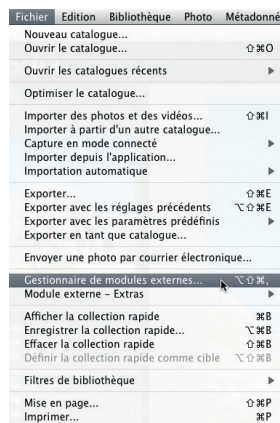 Fichier Edition Bibliothèque Photo Métadonné
Nouveau catalogue...
Ouvrir le catalogue... ⇧⌘O
Ouvrir les catalogues récents ▶
Optimiser le catalogue...
Importer des photos et des vidéos... ⇧⌘I
Importer à partir d'un autre catalogue...
Capture en mode connecté ▶
Importer depuis l'application...
Importation automatique ▶
Exporter... ⇧⌘E
Exporter avec les réglages précédents ⌥⇧⌘E
Exporter avec les paramètres prédéfinis ▶
Exporter en tant que catalogue...
Envoyer une photo par courrier électronique...
Gestionnaire de modules externes... ⌥⇧⌘,
Module externe – Extras ▶
Afficher la collection rapide ⌘B
Enregistrer la collection rapide... ⌥⌘B
Effacer la collection rapide ⇧⌘B
Définir la collection rapide comme cible ⌥⇧⌘B
Filtres de bibliothèque ▶
Mise en page... ⇧⌘P
Imprimer... ⌘P